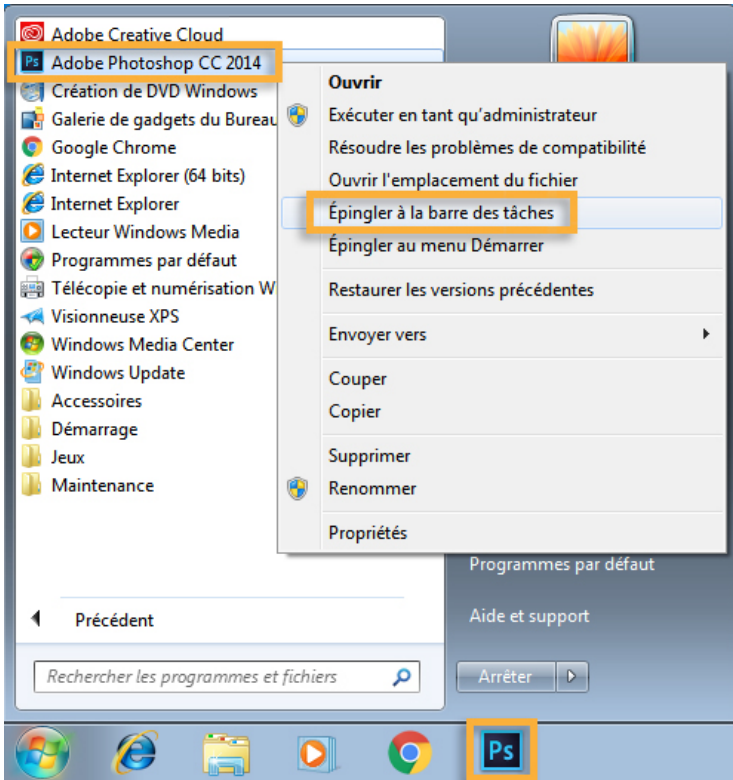 Adobe Creative Cloud
Ps Adobe Photoshop CC 2014
Création de DVD Windows
Galerie de gadgets du Bureau
Google Chrome
Internet Explorer (64 bits)
Internet Explorer
Lecteur Windows Media
Programmes par défaut
Télécopie et numérisation W
Visionneuse XPS
Windows Media Center
Windows Update
Accessoires
Démarrage
Jeux
Maintenance
Précédent
Rechercher les programmes et fichiers
Ouvrir
Exécuter en tant qu'administrateur
Résoudre les problèmes de compatibilité
Ouvrir l'emplacement du fichier
Épingler à la barre des tâches
Épingler au menu Démarrer
Restaurer les versions précédentes
Envoyer vers
Couper
Copier
Supprimer
Renommer
Propriétés
Programmes par défaut
Aide et support
Arrêter
Ps